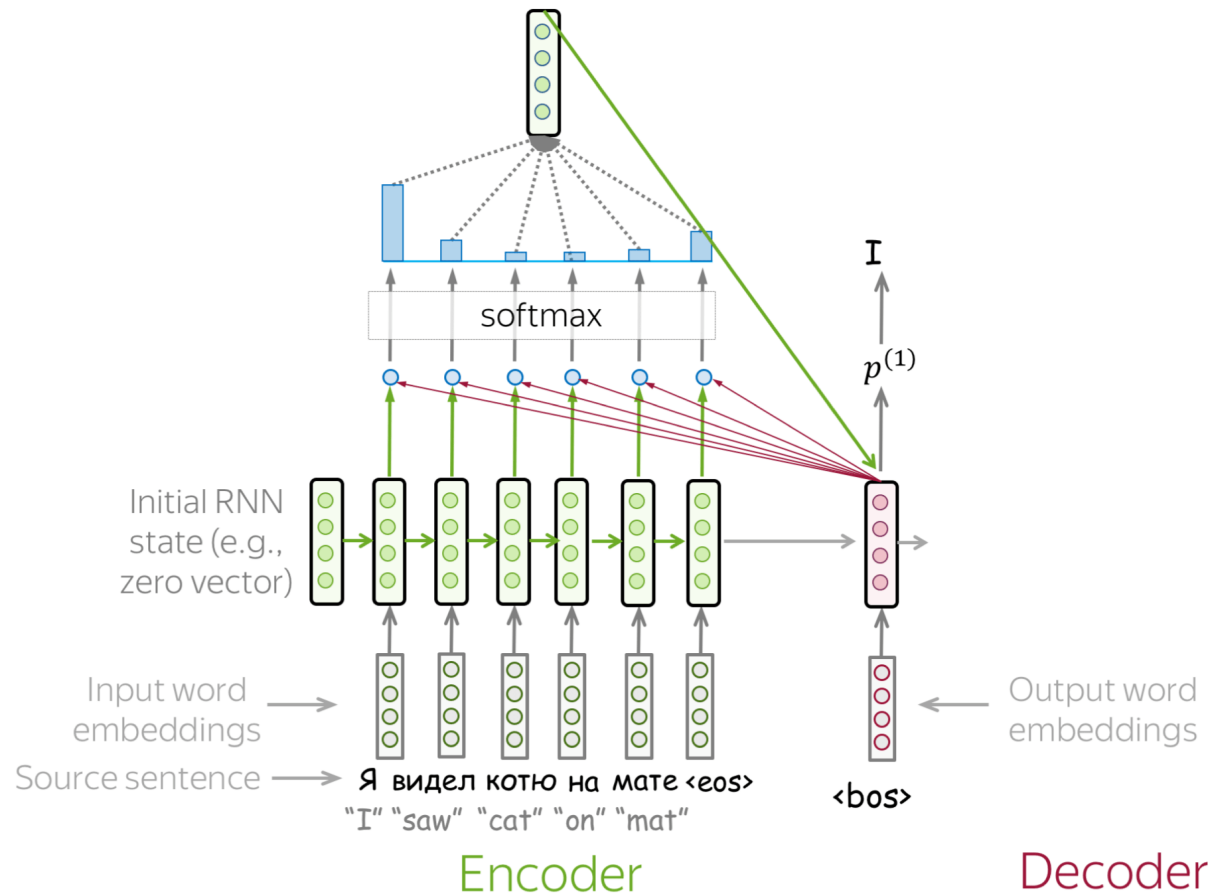 I
softmax
p⁽¹⁾
Initial RNN
state (e.g.,
zero vector)
Input word
embeddings
Output word
embeddings
Source sentence
Я видел котю на мате <eos>
<bos>
"I" "saw" "cat" "on" "mat"
Encoder
Decoder